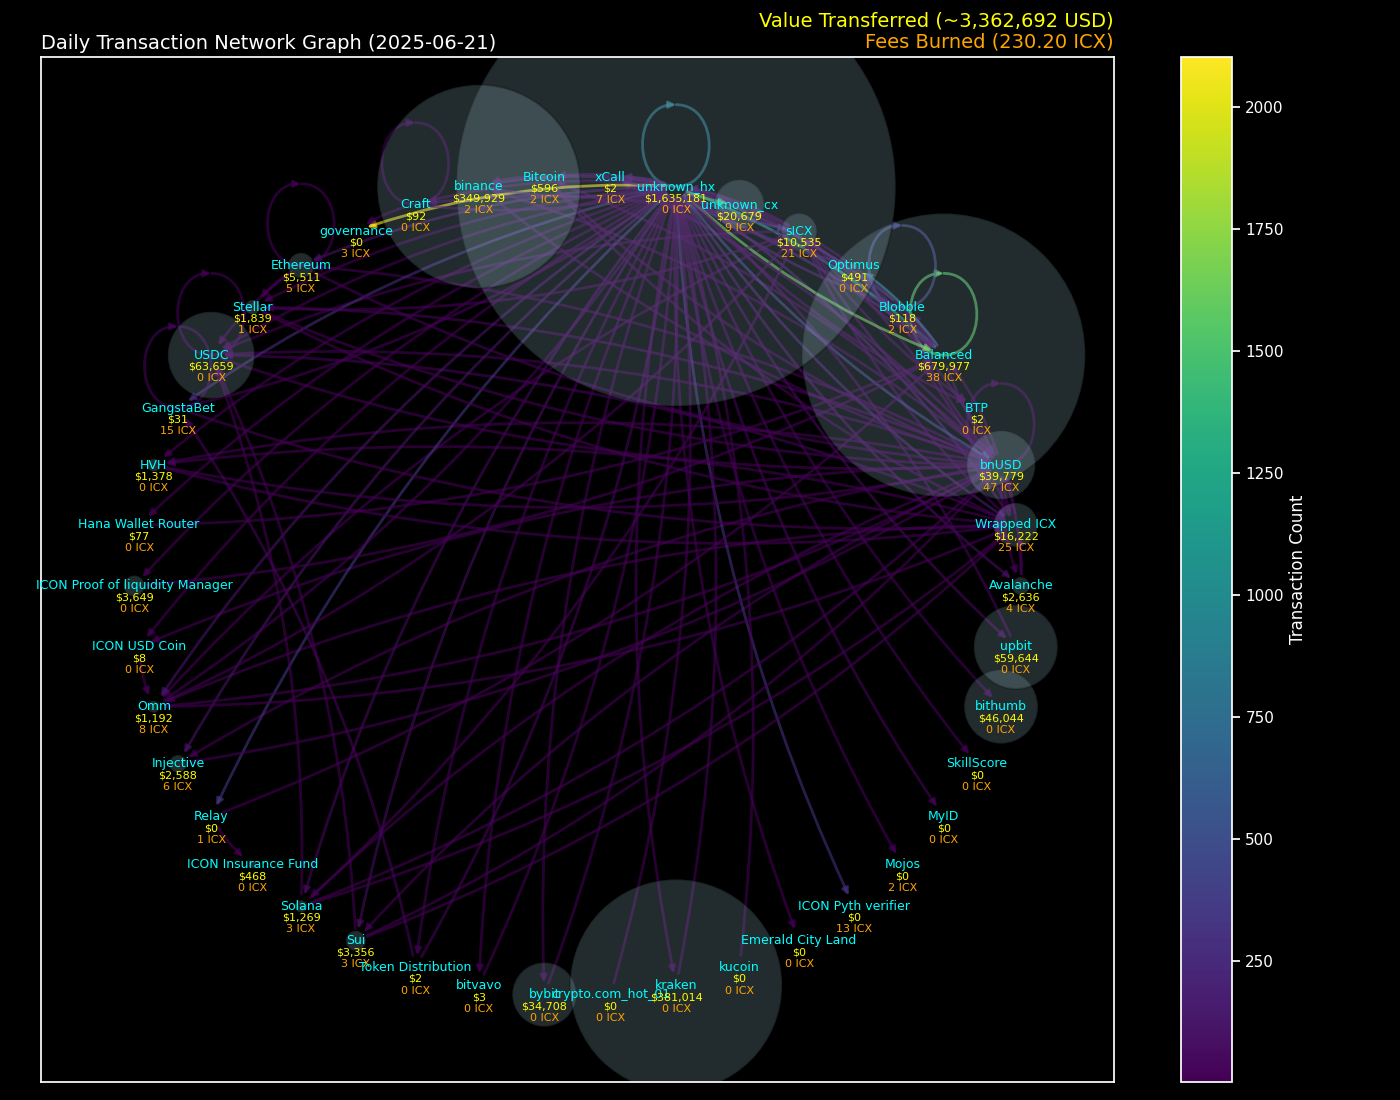 Value Transferred (~3,362,692 USD)
Daily Transaction Network Graph (2025-06-21)
Fees Burned (230.20 ICX)
unknown_hx
$1,635,181
0 ICX
xCall
$2
7 ICX
Bitcoin
$596
2 ICX
binance
$349,929
2 ICX
Craft
$92
0 ICX
governance
$0
3 ICX
Ethereum
$5,511
5 ICX
Stellar
$1,839
1 ICX
USDC
$63,659
0 ICX
GangstaBet
$31
15 ICX
HVH
$1,378
0 ICX
Hana Wallet Router
$77
0 ICX
ICON Proof of liquidity Manager
$3,649
0 ICX
ICON USD Coin
$8
0 ICX
Omm
$1,192
8 ICX
Injective
$2,588
6 ICX
Relay
$0
1 ICX
ICON Insurance Fund
$468
0 ICX
Solana
$1,269
3 ICX
Sui
$3,356
3 ICX
Token Distribution
$2
0 ICX
bitvavo
$3
0 ICX
bybit
$34,708
0 ICX
$0
0 ICX
kraken
$381,014
0 ICX
kucoin
$0
0 ICX
Emerald City Land
$0
0 ICX
ICON Pyth verifier
$0
13 ICX
Mojos
$0
2 ICX
MyID
$0
0 ICX
SkillScore
$0
0 ICX
bithumb
$46,044
0 ICX
upbit
$59,644
0 ICX
Avalanche
$2,636
4 ICX
Wrapped ICX
$16,222
25 ICX
bnUSD
$39,779
47 ICX
BTP
$2
0 ICX
Balanced
$679,977
38 ICX
Blobble
$118
2 ICX
Optimus
$491
0 ICX
sICX
$10,535
21 ICX
unknown_cx
$20,679
9 ICX
2000
1750
1500
1250
1000
750
500
250
Transaction Count